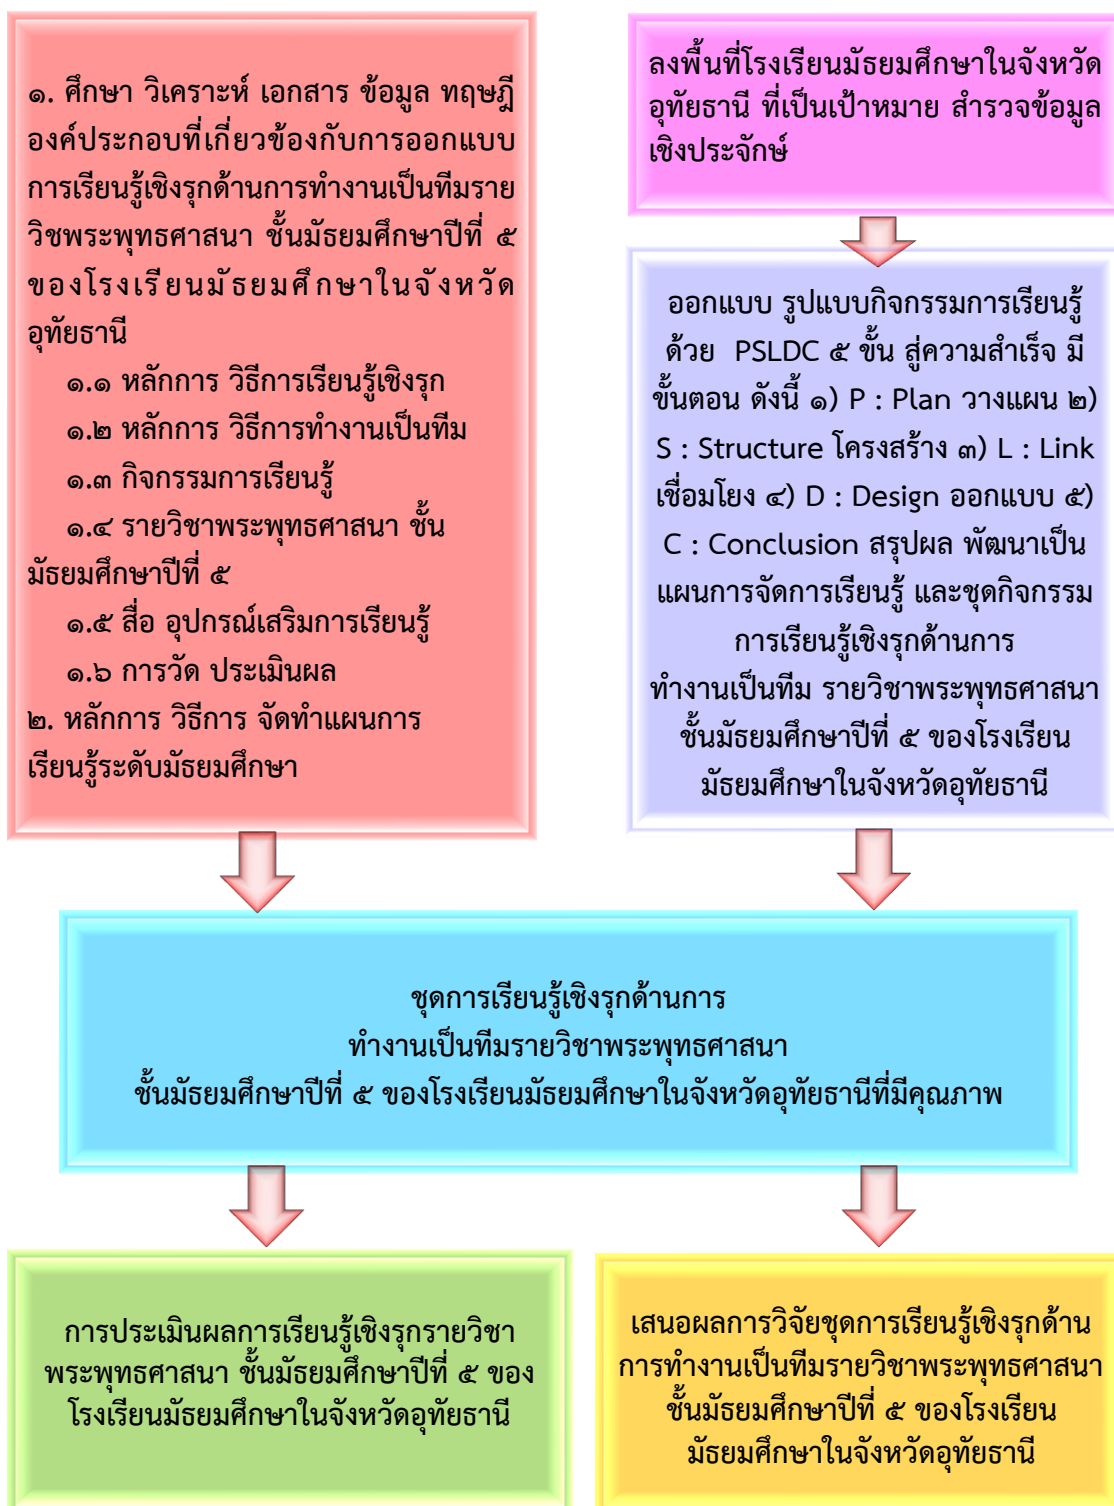 ๑. ศึกษา วิเคราะห์ เอกสาร ข้อมูล ทฤษฎี
องค์ประกอบที่เกี่ยวข้องกับการออกแบบ
การเรียนรู้เชิงรุกด้านการทำงานเป็นทีมราย
วิชพระพุทธศาสนา ชั้นมัธยมศึกษาปีที่ ๕
ของโรงเรียนมัธยมศึกษาในจังหวัด
อุทัยธานี
๑.๑ หลักการ วิธีการเรียนรู้เชิงรุก
๑.๒ หลักการ วิธีการทำงานเป็นทีม
๑.๓ กิจกรรมการเรียนรู้
๑.๔ รายวิชาพระพุทธศาสนา ชั้น
มัธยมศึกษาปีที่ ๕
๑.๕ สื่อ อุปกรณ์เสริมการเรียนรู้
๑.๖ การวัด ประเมินผล
๒. หลักการ วิธีการ จัดทำแผนการ
เรียนรู้ระดับมัธยมศึกษา
ลงพื้นที่โรงเรียนมัธยมศึกษาในจังหวัด
อุทัยธานี ที่เป็นเป้าหมาย สำรวจข้อมูล
เชิงประจักษ์
ออกแบบ รูปแบบกิจกรรมการเรียนรู้
ด้วย PSLDC ๕ ขั้น สู่ความสำเร็จ มี
ขั้นตอน ดังนี้ ๑) P : Plan วางแผน ๒)
S : Structure โครงสร้าง ๓) L : Link
เชื่อมโยง ๔) D : Design ออกแบบ ๕)
C : Conclusion สรุปผล พัฒนาเป็น
แผนการจัดการเรียนรู้ และชุดกิจกรรม
การเรียนรู้เชิงรุกด้านการ
ทำงานเป็นทีม รายวิชาพระพุทธศาสนา
ชั้นมัธยมศึกษาปีที่ ๕ ของโรงเรียน
มัธยมศึกษาในจังหวัดอุทัยธานี
ชุดการเรียนรู้เชิงรุกด้านการ
ทำงานเป็นทีมรายวิชาพระพุทธศาสนา
ชั้นมัธยมศึกษาปีที่ ๕ ของโรงเรียนมัธยมศึกษาในจังหวัดอุทัยธานีที่มีคุณภาพ
การประเมินผลการเรียนรู้เชิงรุกรายวิชา
พระพุทธศาสนา ชั้นมัธยมศึกษาปีที่ ๕ ของ
โรงเรียนมัธยมศึกษาในจังหวัดอุทัยธานี
เสนอผลการวิจัยชุดการเรียนรู้เชิงรุกด้าน
การทำงานเป็นทีมรายวิชาพระพุทธศาสนา
ชั้นมัธยมศึกษาปีที่ ๕ ของโรงเรียน
มัธยมศึกษาในจังหวัดอุทัยธานี